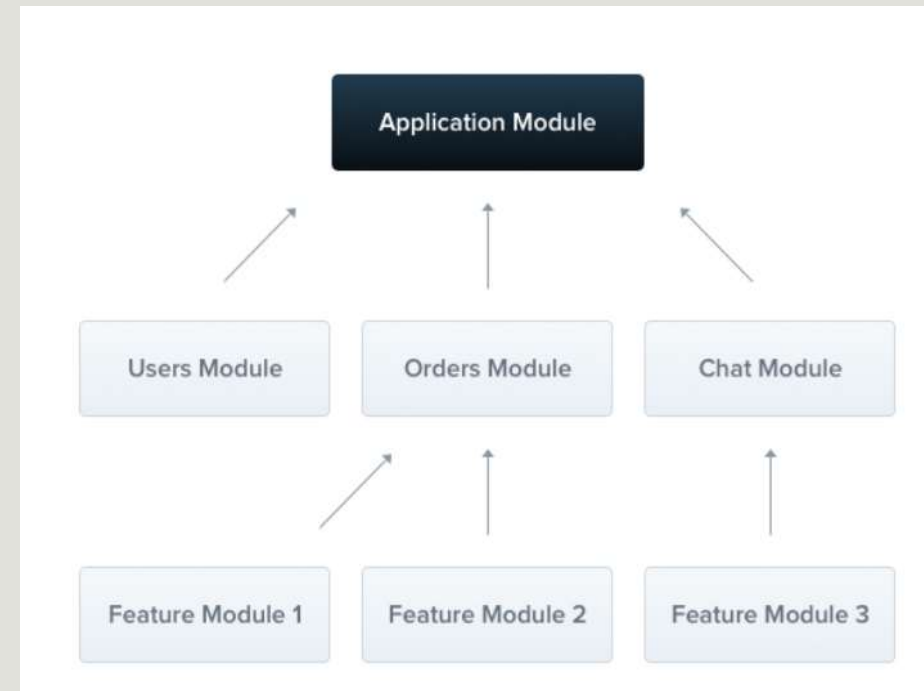 Application Module
Users Module
Orders Module
Chat Module
Feature Module 1
Feature Module 2
Feature Module 3